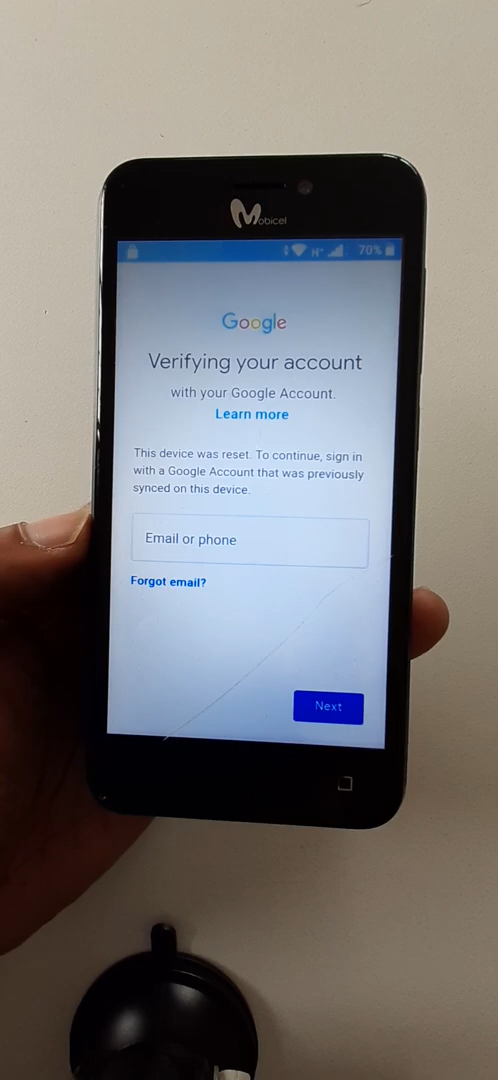 Mobicel
H+ 70%
Google
Verifying your account
with your Google Account.
Learn more
This device was reset. To continue, sign in
with a Google Account that was previously
synced on this device.
Email or phone
Forgot email?
Next